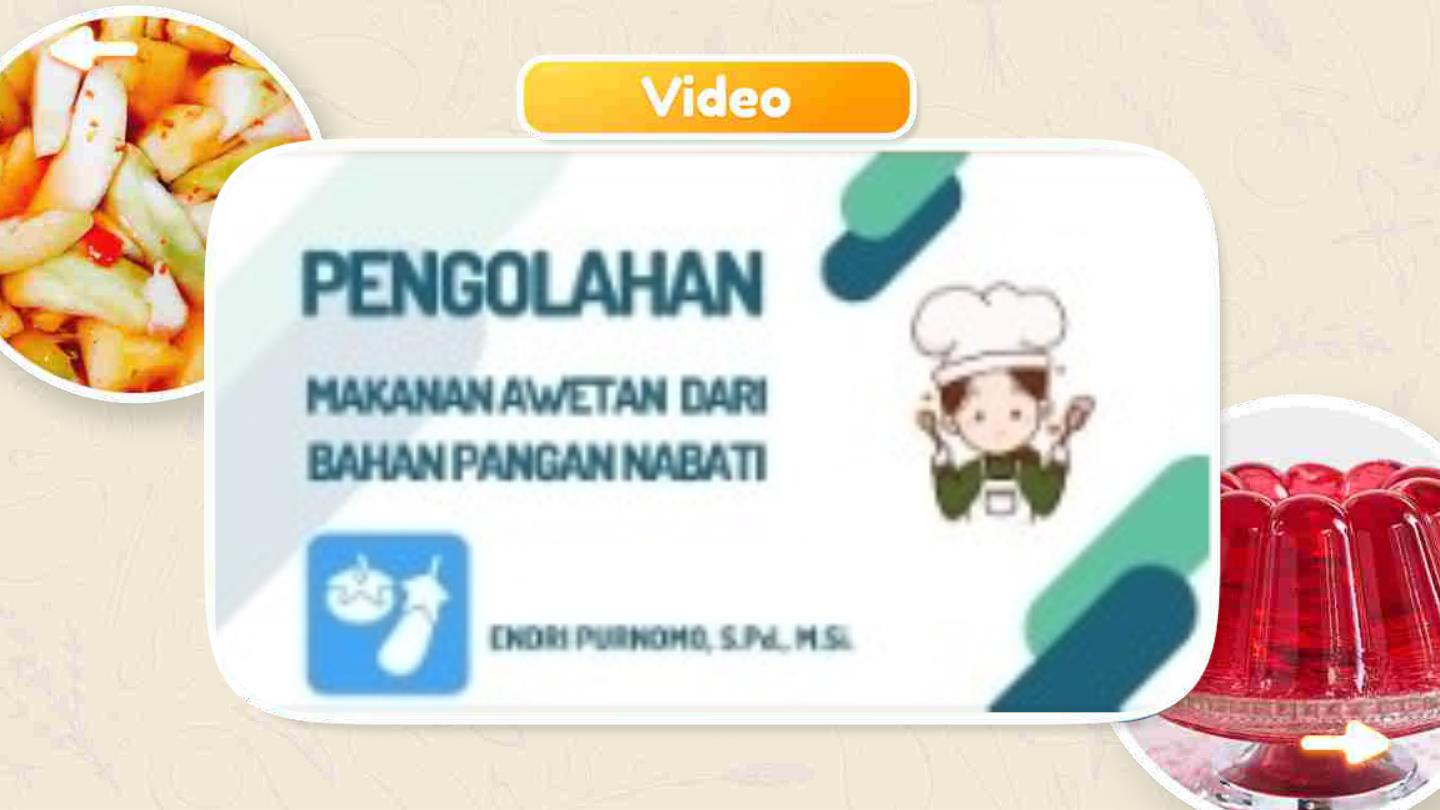 Video
PENGOLAHAN
MAKANAN AWETAN DARI
BAHAN PANGAN NABATI
ENDRI PURNOMO, S.Pd., M.Si.